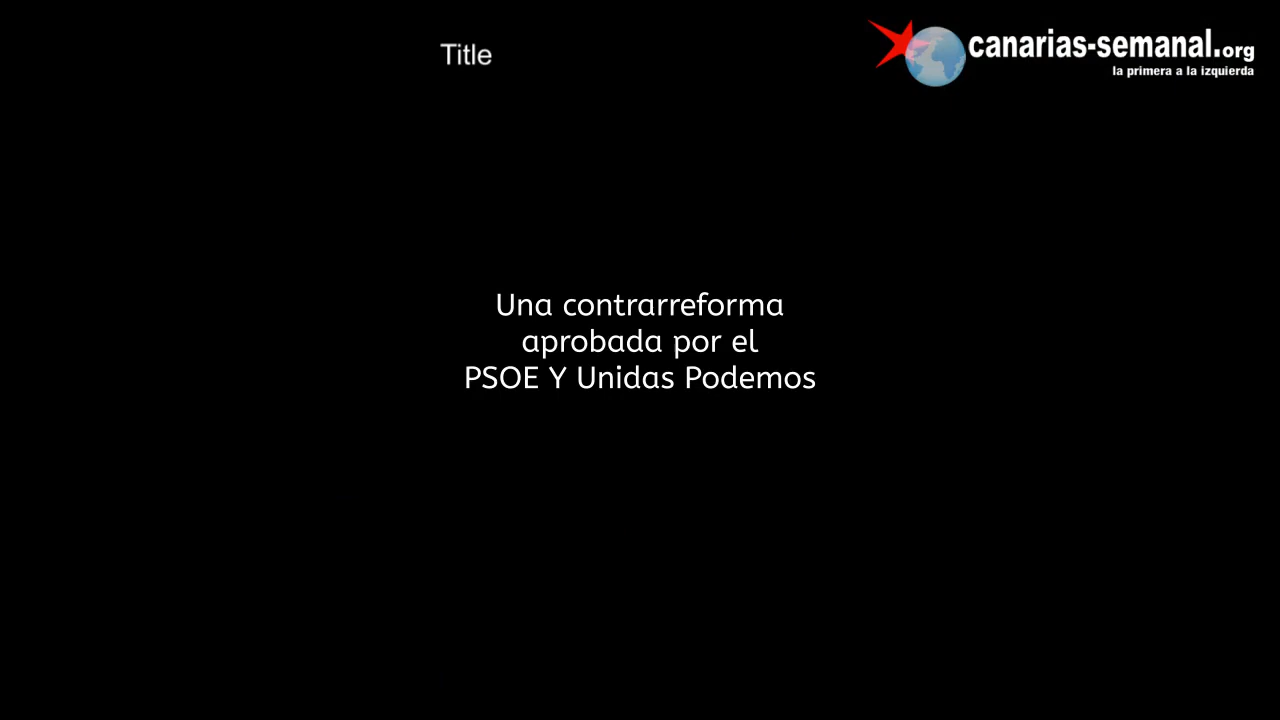 Title
canarias-semanal.org
la primera a la izquierda
Una contrarreforma
aprobada por el
PSOE Y Unidas Podemos